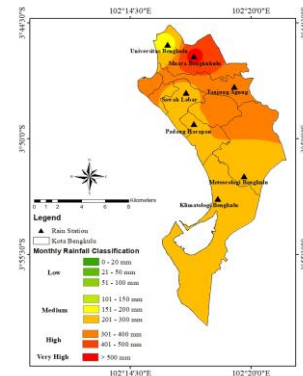 102°14'30"E 102°20'0"E
3°44'30"S
Universitas Bengkulu
Muara Bangkahulu
Tanjung Agung
Sawah Lebar
Padang Harapan
3°50'0"S
Meteorologi Bengkulu
Klimatologi Bengkulu
Kilometers
0 1 2 4 6 8
Legend
Rain Station
Kota Bengkulu
Monthly Rainfall Classification
Low
0 - 20 mm
21 - 50 mm
51 - 100 mm
Medium
101 - 150 mm
151 - 200 mm
201 - 300 mm
High
301 - 400 mm
401 - 500 mm
Very High
> 500 mm
3°55'30"S
102°14'30"E 102°20'0"E